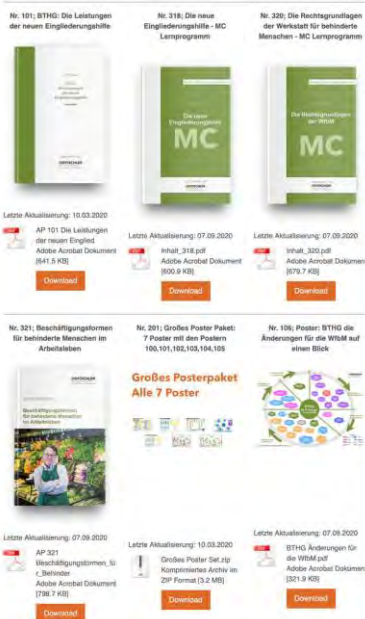 Nr. 101; BTHG: Die Leistungen
der neuen Eingliederungshilfe
Letzte Aktualisierung: 10.03.2020
AP 101 Die Leistungen
der neuen Einglied
Adobe Acrobat Dokument
[641.5 KB]
Download
Nr. 318; Die neue
Eingliederungshilfe - MC
Lernprogramm
Die neue
Eingliederungshilfe
MC
Letzte Aktualisierung: 07.09.2020
Inhalt_318.pdf
Adobe Acrobat Dokument
[600.9 KB]
Download
Nr. 320; Die Rechtsgrundlagen
der Werkstatt für behinderte
Menschen - MC Lernprogramm
Die Rechtsgrundlagen
der WfbM
MC
Letzte Aktualisierung: 07.09.2020
Inhalt_320.pdf
Adobe Acrobat Dokumen
[679.7 KB]
Download
Nr. 321; Beschäftigungsformen
für behinderte Menschen im
Arbeitsleben
Beschäftigungsformen
für behinderte Menschen
im Arbeitsleben
Letzte Aktualisierung: 07.09.2020
AP 321
Beschäftigungsformen_fü
r_Behinder
Adobe Acrobat Dokument
[798.7 KB]
Download
Nr. 201; Großes Poster Paket:
7 Poster mit den Postern
100,101,102,103,104,105
Großes Posterpaket
Alle 7 Poster
Letzte Aktualisierung: 10.03.2020
Großes Poster Set.zip
Komprimiertes Archiv im
ZIP Format [3.2 MB]
Download
Nr. 106; Poster: BTHG die
Änderungen für die WfbM auf
einen Blick
Letzte Aktualisierung: 07.09.2020
BTHG Änderungen für
die WfbM.pdf
Adobe Acrobat Dokumen
[321.9 KB]
Download